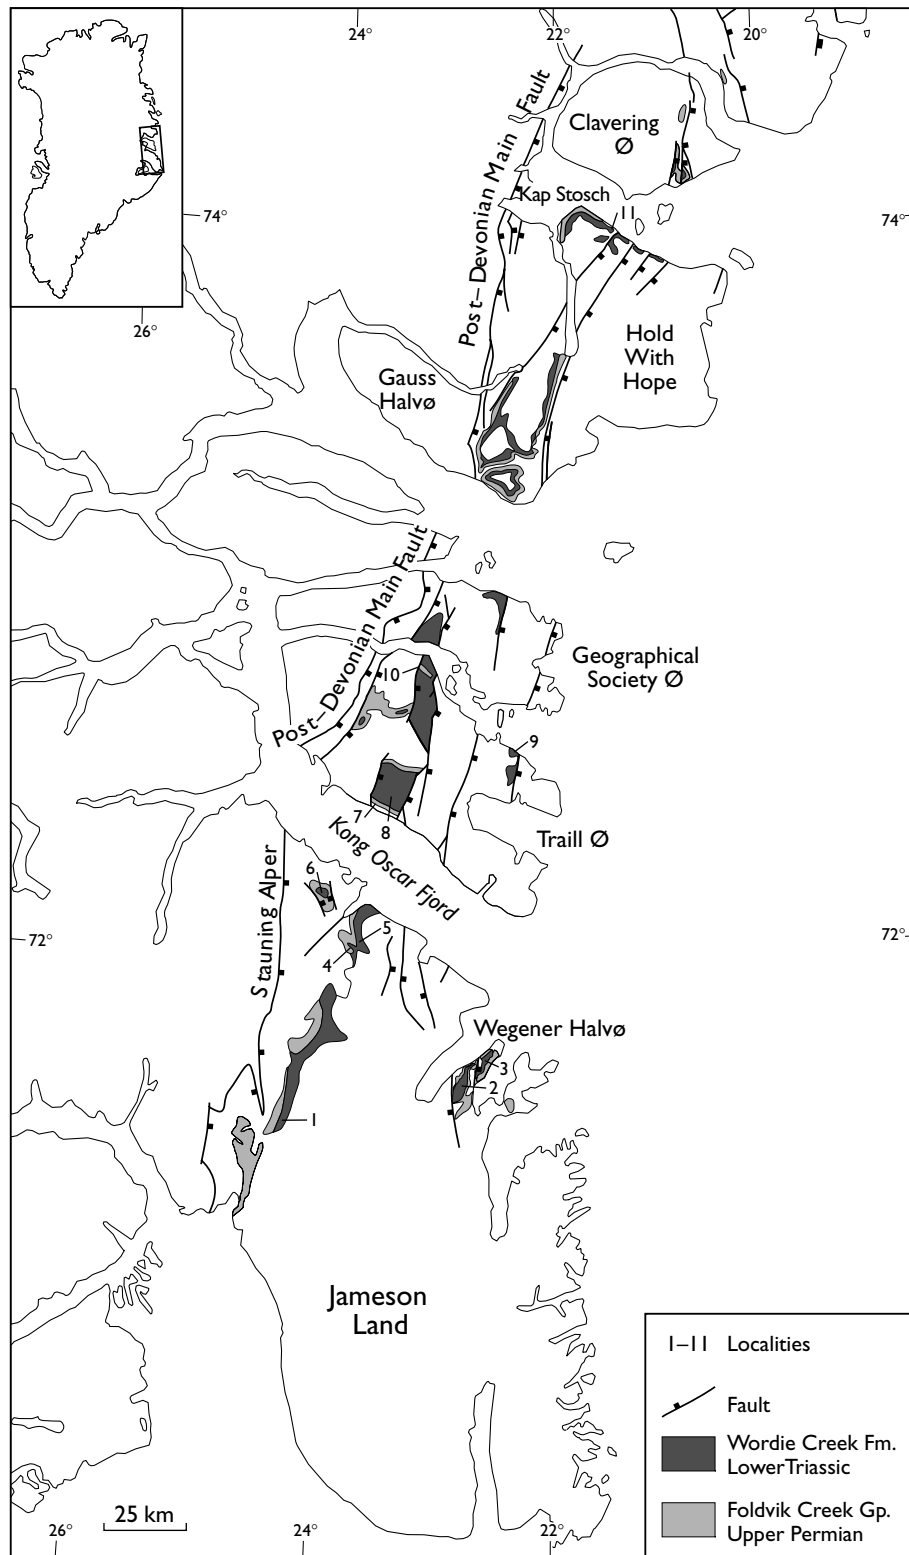 24°
22°
20°
Clavering
Ø
Post–Devonian Main Fault
Kap Stosch
11
74°
74°
26°
Hold
With
Hope
Gauss
Halvø
Post–Devonian Main Fault
10
Geographical
Society Ø
9
7
8
Traill Ø
Kong Oscar Fjord
Stauning Alper
6
5
4
72°
72°
Wegener Halvø
3
2
1
Jameson
Land
1–11 Localities
Fault
Wordie Creek Fm.
LowerTriassic
Foldvik Creek Gp.
Upper Permian
25 km
26°
24°
22°